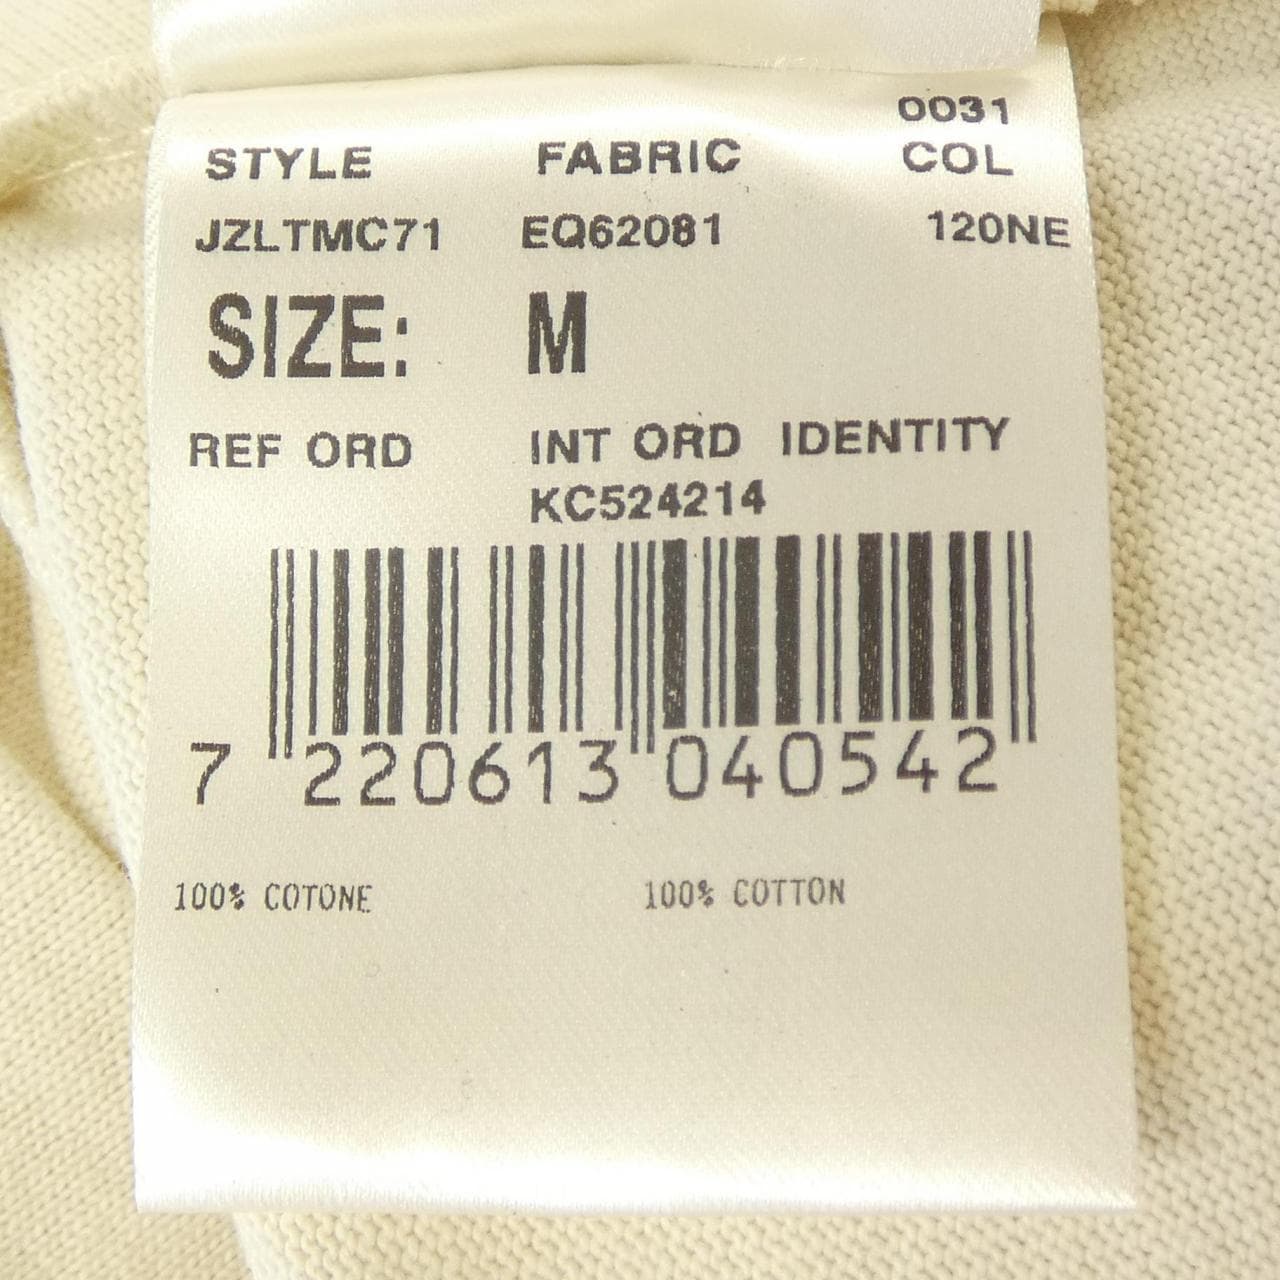 0031
STYLE FABRIC COL
JZLTMC71 EQ62081 120NE
SIZE: M
REF ORD INT ORD IDENTITY
KC524214
7 220613 040542
100% COTONE 100% COTTON